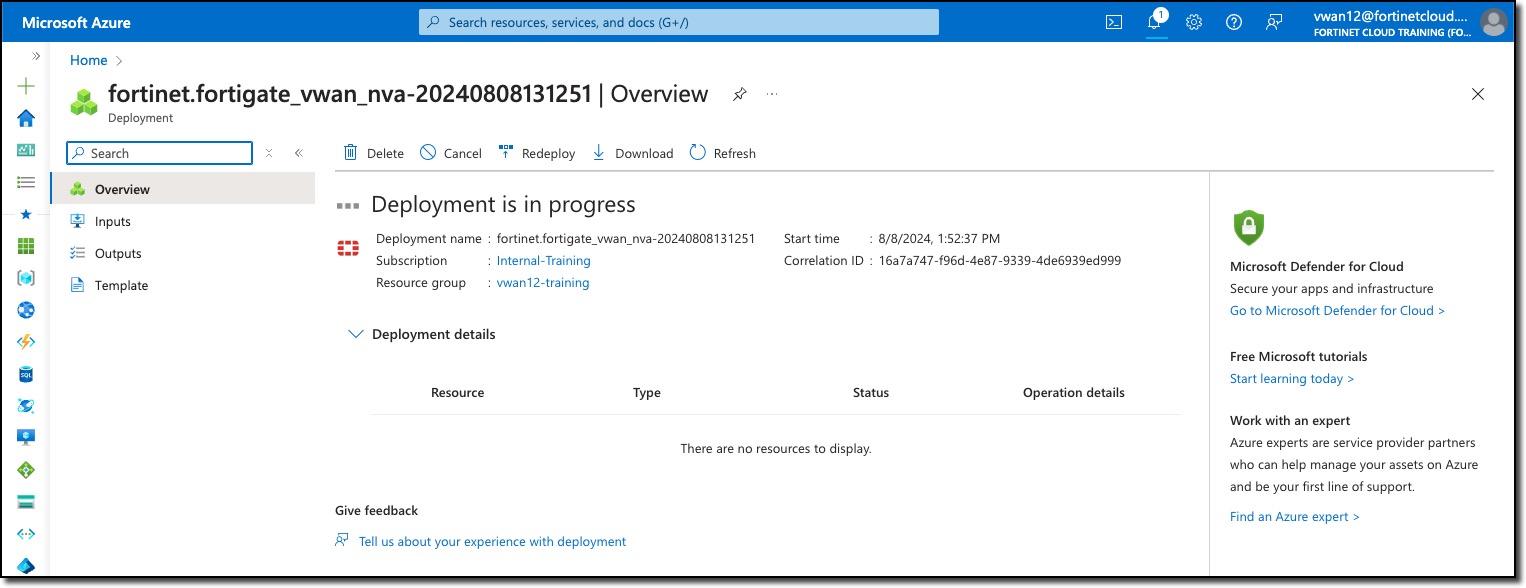 Microsoft Azure
Search resources, services, and docs (G+/)
1
vwan12@fortinetcloud....
FORTINET CLOUD TRAINING (FO...
Home >
fortinet.fortigate_vwan_nva-20240808131251 | Overview
Deployment
Search
Delete
Cancel
Redeploy
Download
Refresh
Overview
Inputs
Outputs
Template
Deployment is in progress
Deployment name : fortinet.fortigate_vwan_nva-20240808131251
Subscription : Internal-Training
Resource group : vwan12-training
Start time : 8/8/2024, 1:52:37 PM
Correlation ID : 16a7a747-f96d-4e87-9339-4de6939ed999
Deployment details
Resource Type Status Operation details
There are no resources to display.
Give feedback
Tell us about your experience with deployment
Microsoft Defender for Cloud
Secure your apps and infrastructure
Go to Microsoft Defender for Cloud >
Free Microsoft tutorials
Start learning today >
Work with an expert
Azure experts are service provider partners
who can help manage your assets on Azure
and be your first line of support.
Find an Azure expert >
SQL